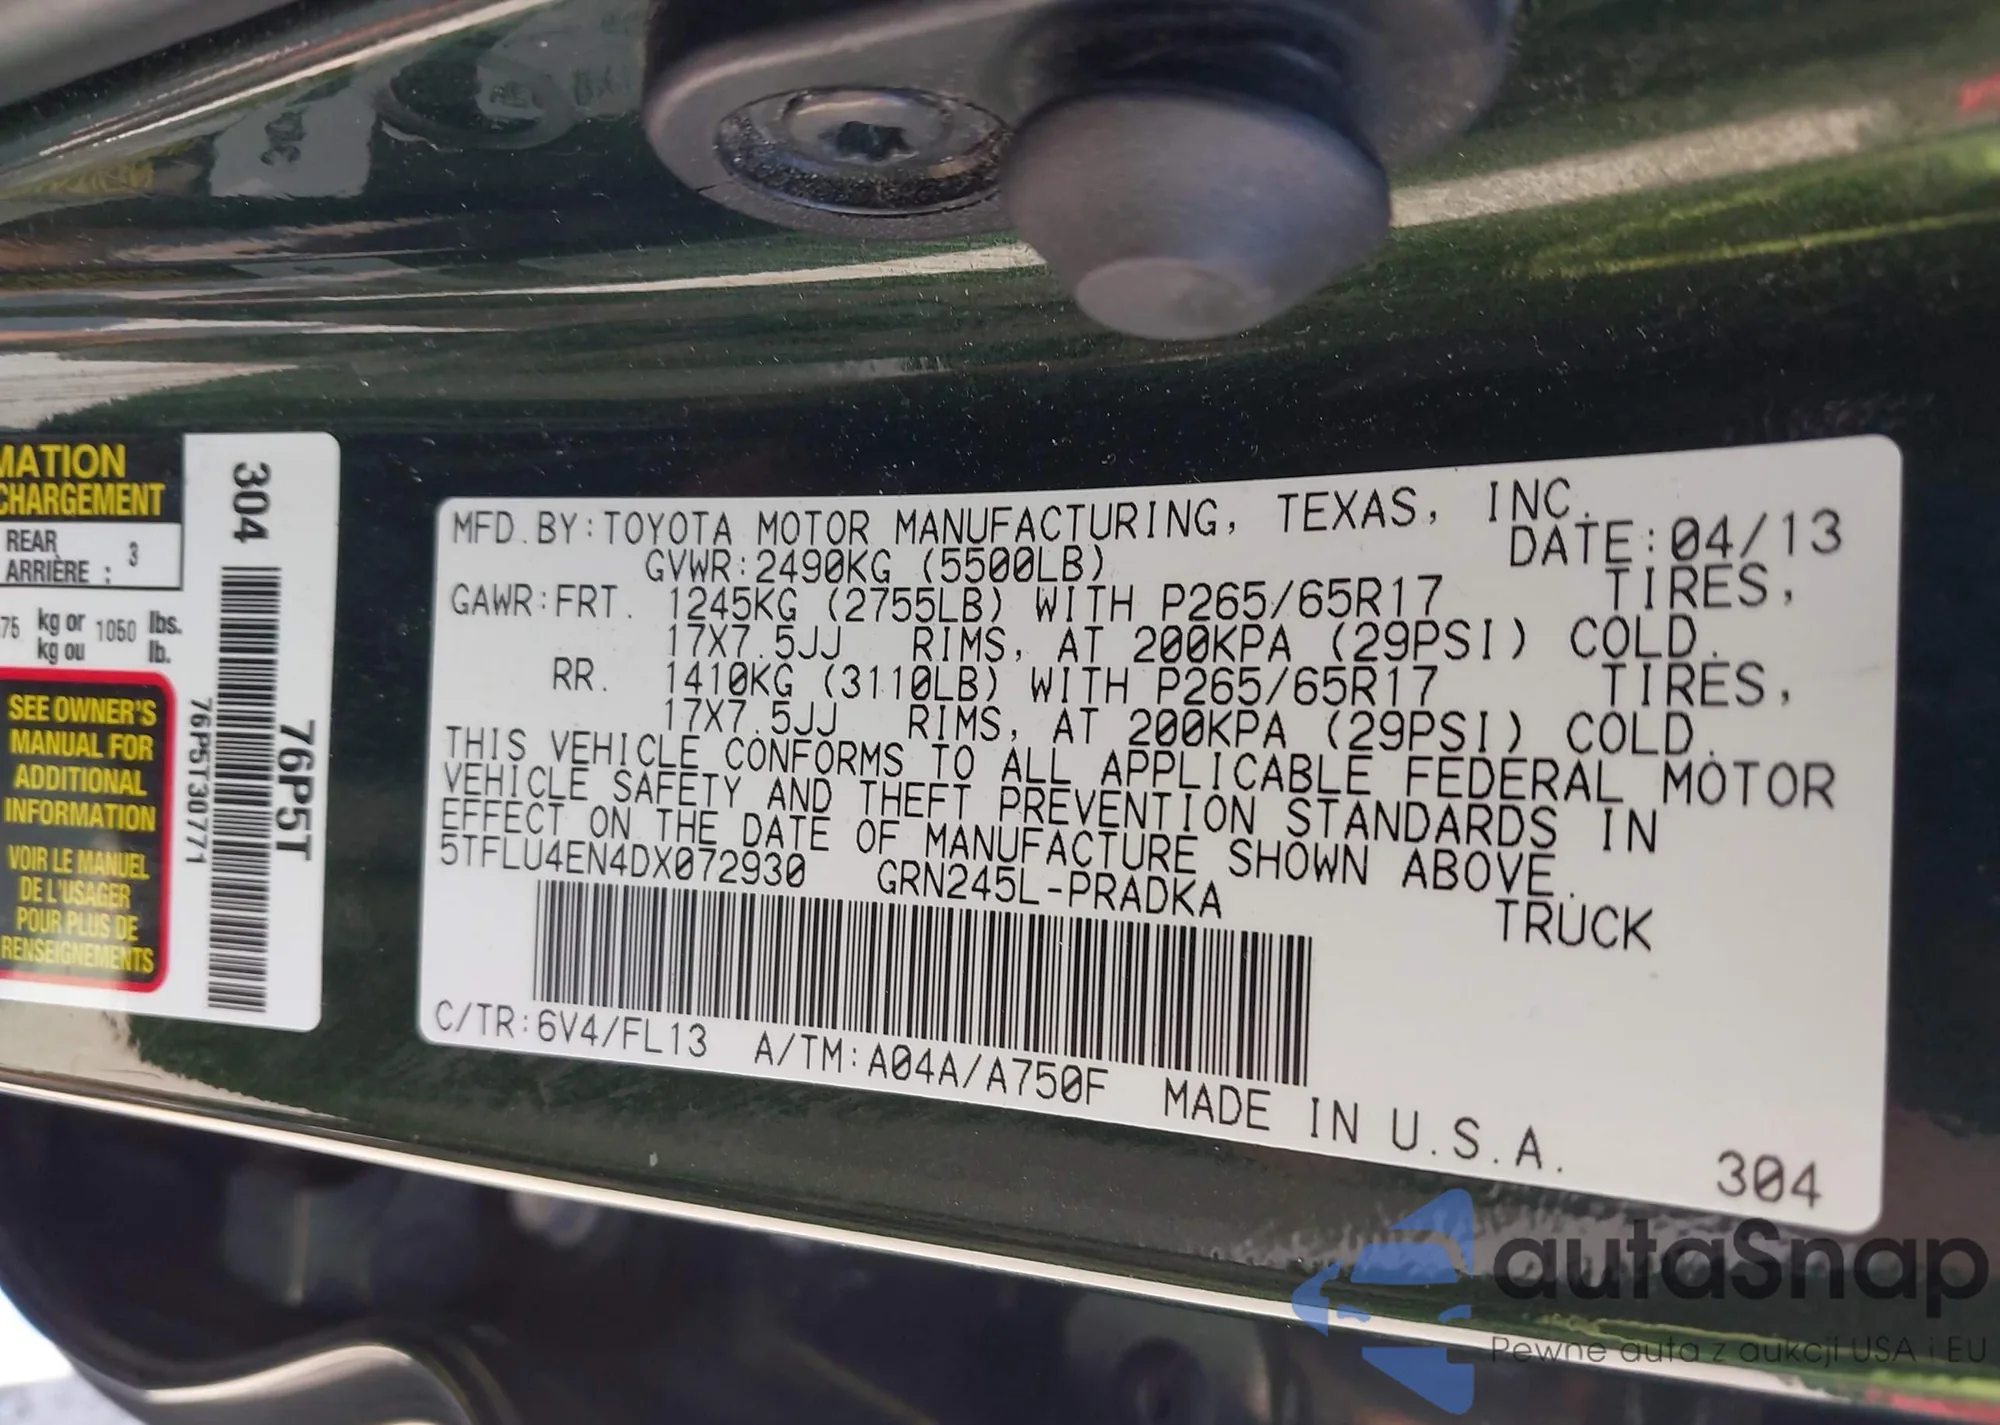 MATION
CHARGEMENT
REAR
ARRIÈRE : 3
75 kg or 1050 lbs.
kg ou lb.
SEE OWNER'S
MANUAL FOR
ADDITIONAL
INFORMATION
VOIR LE MANUEL
DE L'USAGER
POUR PLUS DE
RENSEIGNEMENTS
304
76P5T
76P5T30771
MFD. BY: TOYOTA MOTOR MANUFACTURING, TEXAS, INC.
GVWR: 2490KG (5500LB) DATE: 04/13
GAWR: FRT. 1245KG (2755LB) WITH P265/65R17 TIRES,
17X7.5JJ RIMS, AT 200KPA (29PSI) COLD.
RR. 1410KG (3110LB) WITH P265/65R17 TIRES,
17X7.5JJ RIMS, AT 200KPA (29PSI) COLD.
THIS VEHICLE CONFORMS TO ALL APPLICABLE FEDERAL MOTOR
VEHICLE SAFETY AND THEFT PREVENTION STANDARDS IN
EFFECT ON THE DATE OF MANUFACTURE SHOWN ABOVE.
5TFLU4EN4DX072930 GRN245L-PRADKA TRUCK
C/TR: 6V4/FL13 A/TM: A04A/A750F MADE IN U.S.A.
304
autaSnap
Pewne auta z aukcji USA i EU